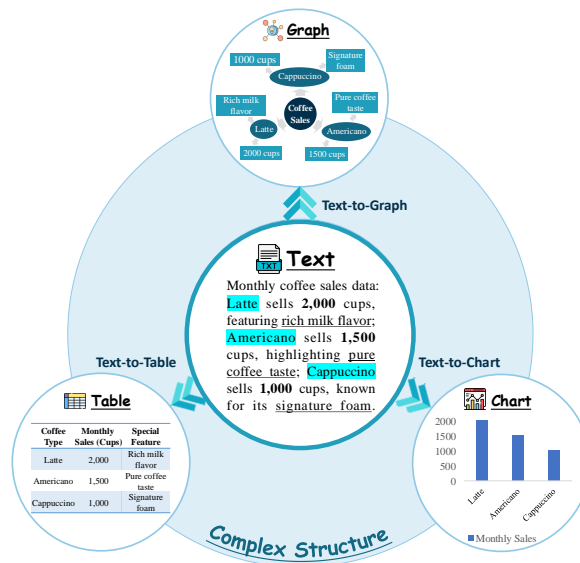 Graph
1000 cups
Signature
foam
Cappuccino
Rich milk
flavor
Pure coffee
taste
Coffee
Sales
Latte
Americano
2000 cups
1500 cups
Text-to-Graph
TXT
Text
Monthly coffee sales data:
Latte sells 2,000 cups,
featuring rich milk flavor;
Americano sells 1,500
cups, highlighting pure
coffee taste; Cappuccino
sells 1,000 cups, known
for its signature foam.
Text-to-Table
Text-to-Chart
Table
Coffee Type Monthly Sales (Cups) Special Feature
Latte 2,000 Rich milk flavor
Americano 1,500 Pure coffee taste
Cappuccino 1,000 Signature foam
Chart
2000
1500
1000
500
0
Latte
Americano
Cappuccino
Monthly Sales
Complex Structure